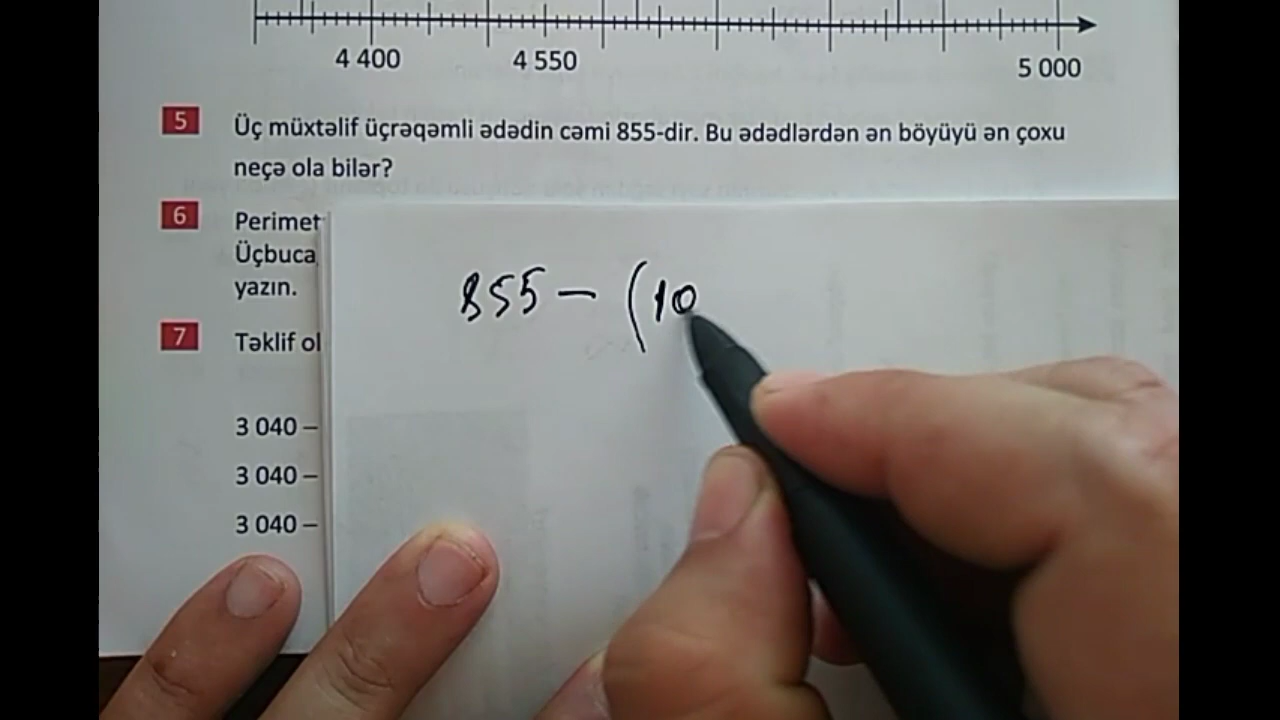 4 400 4 550 5 000
5 Üç müxtəlif üçrəqəmli ədədin cəmi 855-dir. Bu ədədlərdən ən böyüyü ən çoxu
neçə ola bilər?
6 Perimet
Üçbuca
yazın.
7 Təklif ol
855 – (10
3 040 –
3 040 –
3 040 –